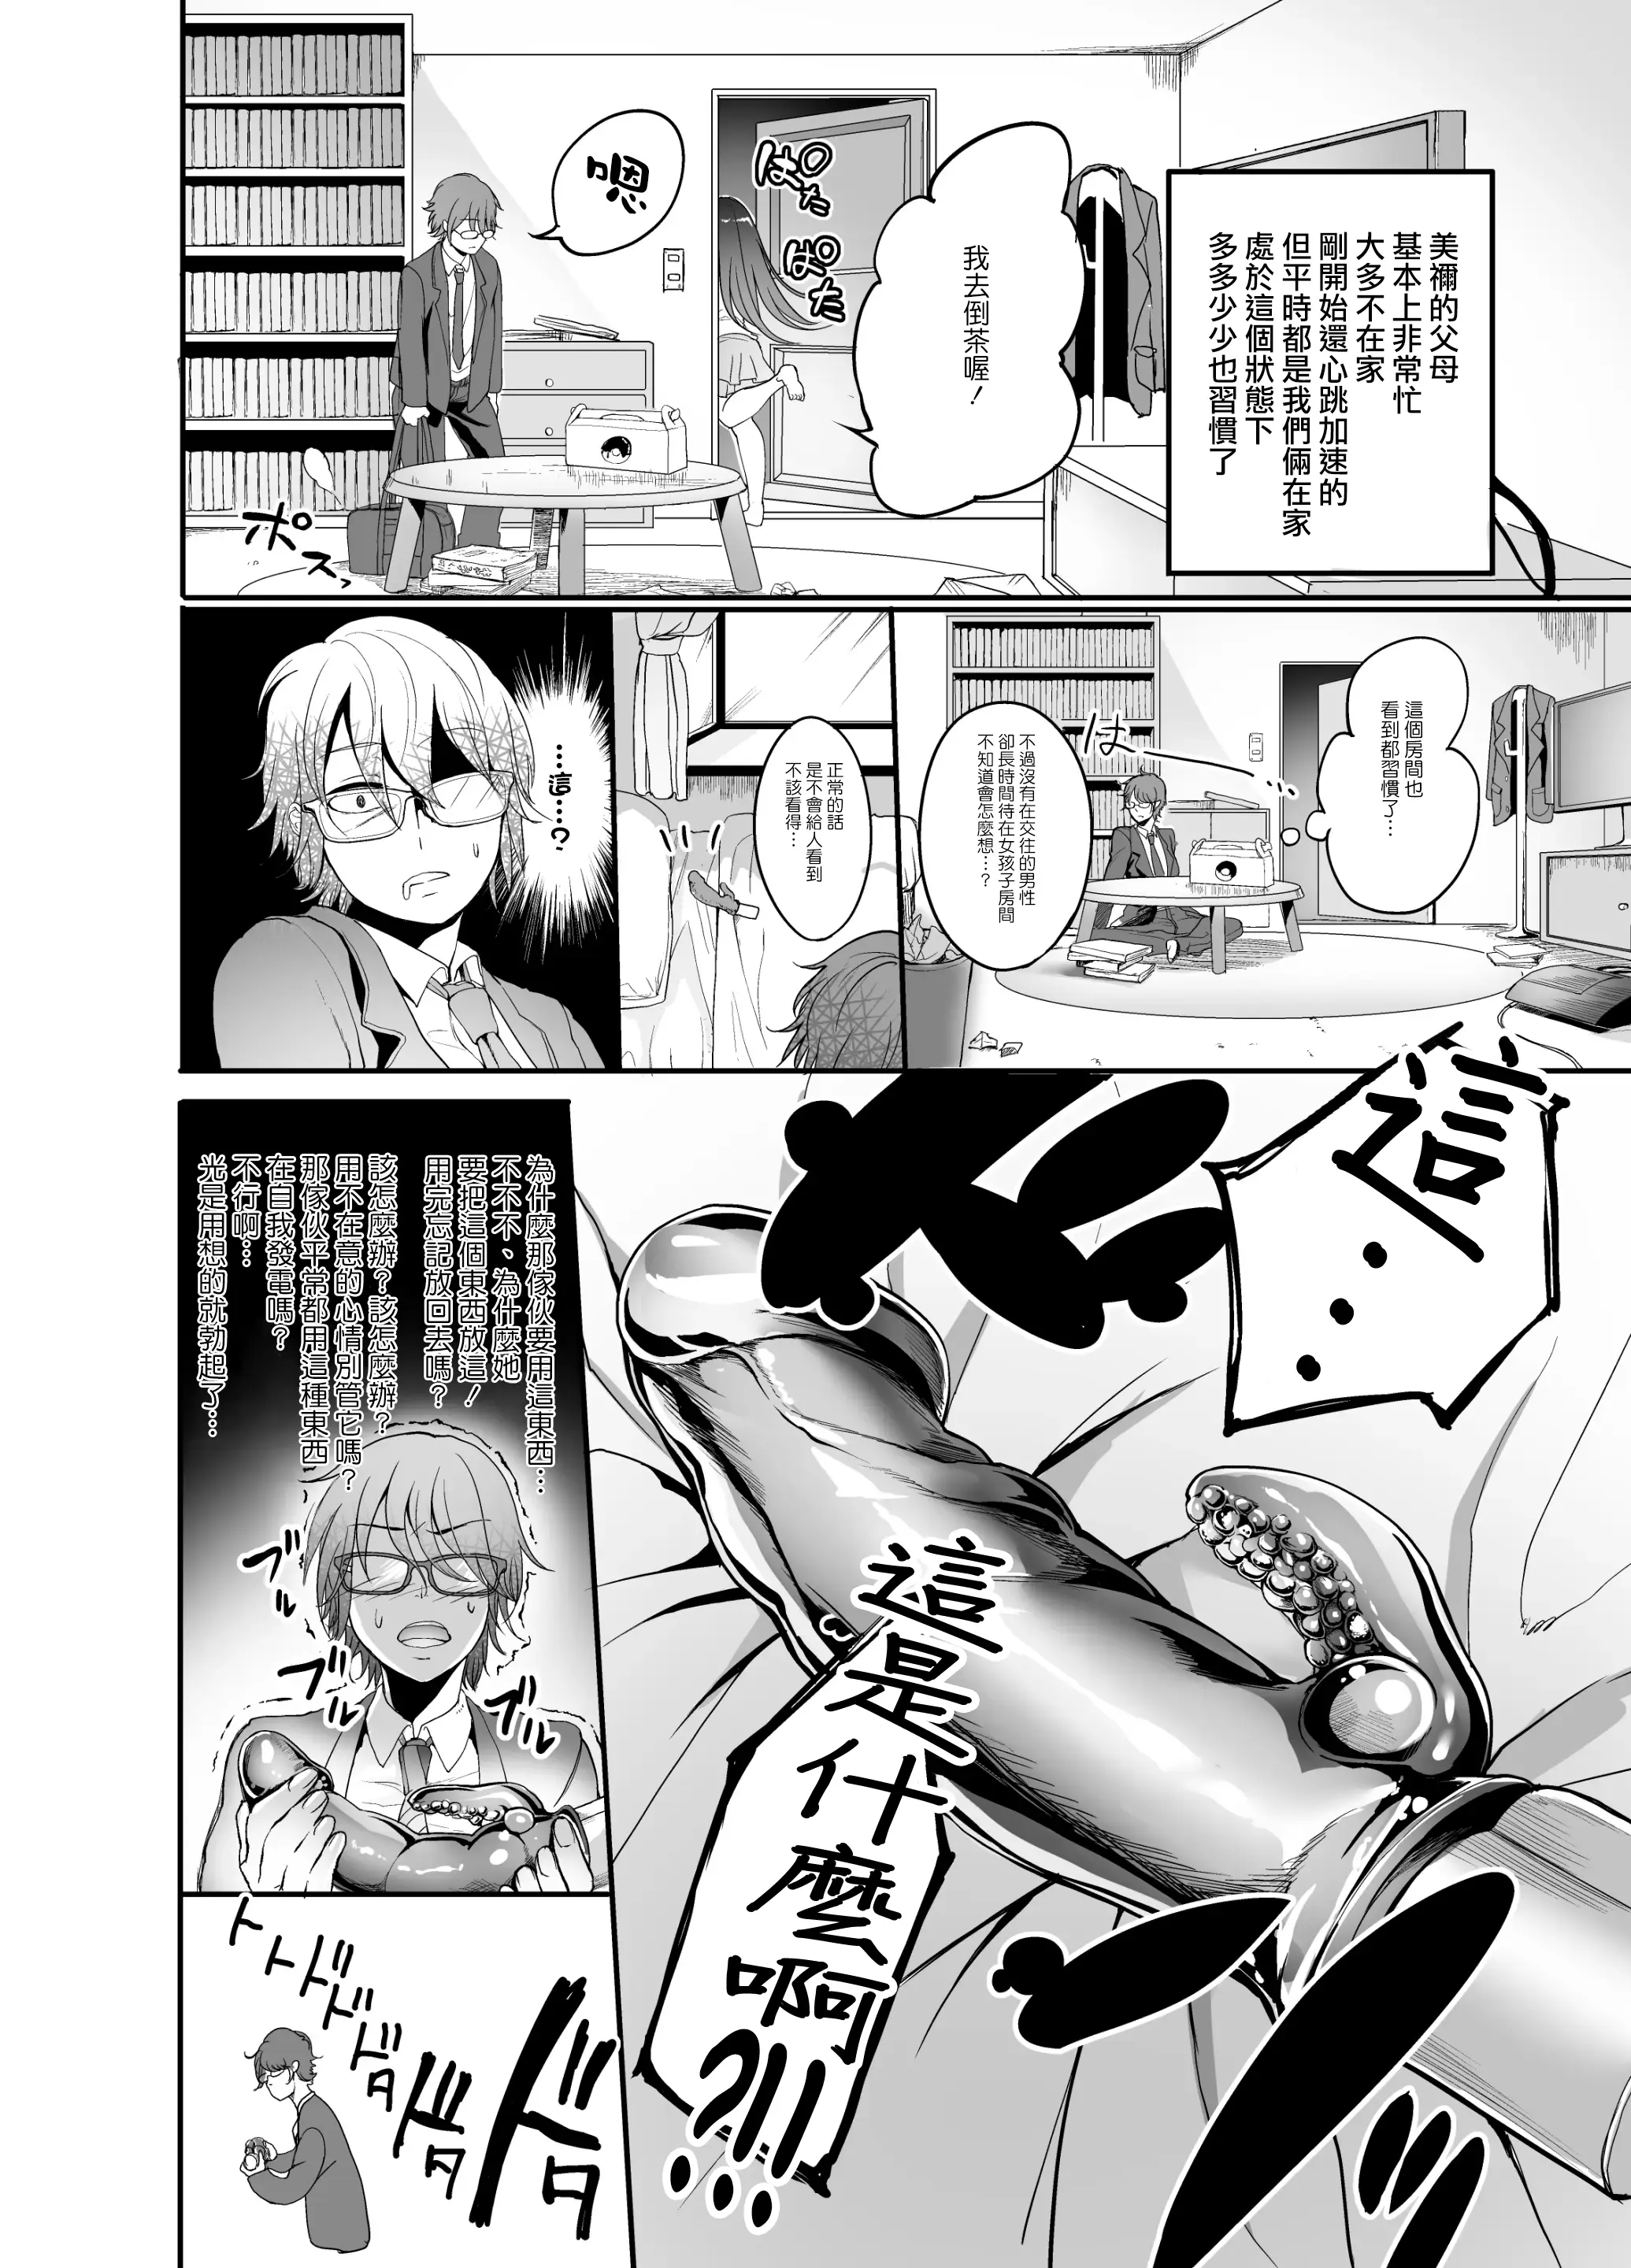 美禰的父母
基本上非常忙
大多不在家
剛開始還心跳加速的
但平時都是我們倆在家
處於這個狀態下
多多少少也習慣了
我去倒茶喔！
ぱた
ぱた
嗯
ポスッ
這個房間也
看到都習慣了…
はー…
不過沒有在交往的男性
卻長時間待在女孩子房間
不知道會怎麼想…？
正常的話
是不會給人看到
不該看得…
…這…？
這…
這是什麼啊?!!!
為什麼那傢伙要用這東西…
不不不、為什麼她
要把這個東西放這！
用完忘記放回去嗎？
該怎麼辦？該怎麼辦？
用不在意的心情別管它嗎？
那傢伙平常都用這種東西
在自我發電嗎？
不行啊…
光是用想的就勃起了…
ブル
ブル
ブル
トトドドドタドタドタ